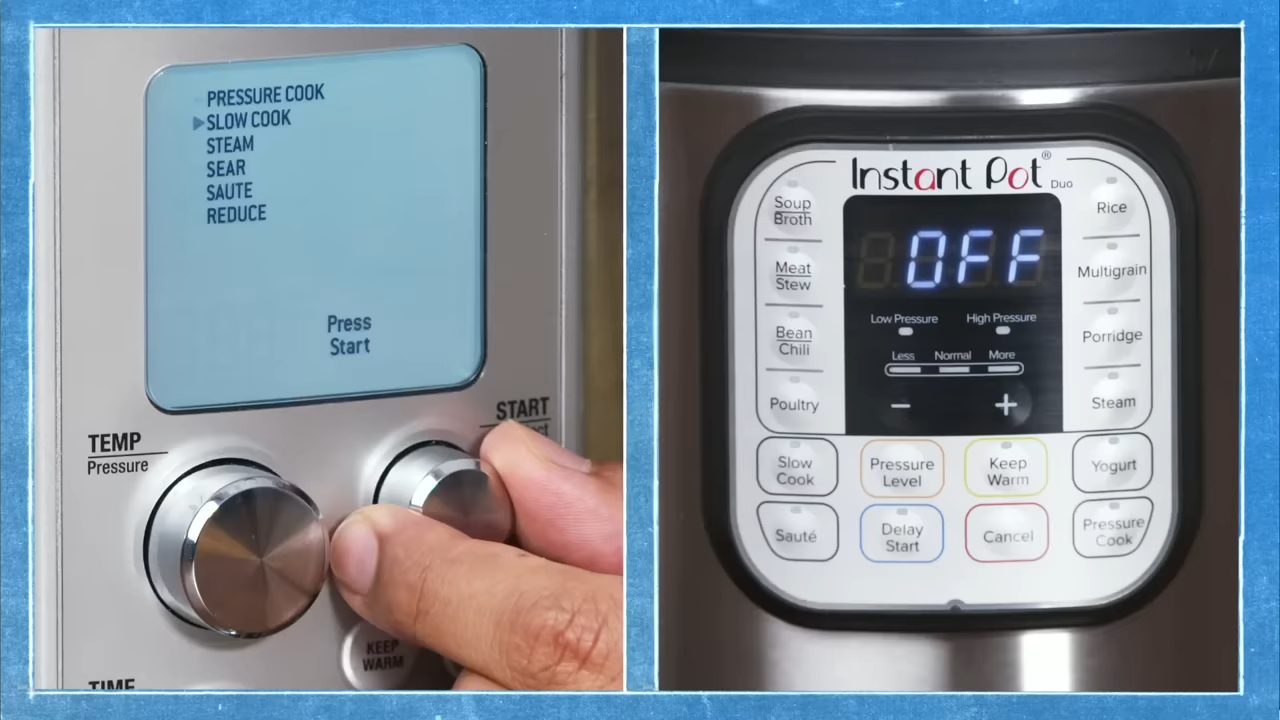 PRESSURE COOK
▶SLOW COOK
STEAM
SEAR
SAUTE
REDUCE
Press
Start
TEMP
Pressure
START
KEEP
WARM
TIME
Instant Pot®
Duo
Soup
Broth
Meat
Stew
Bean
Chili
Poultry
OFF
Low Pressure High Pressure
Less Normal More
− +
Rice
Multigrain
Porridge
Steam
Slow
Cook
Pressure
Level
Keep
Warm
Yogurt
Sauté
Delay
Start
Cancel
Pressure
Cook